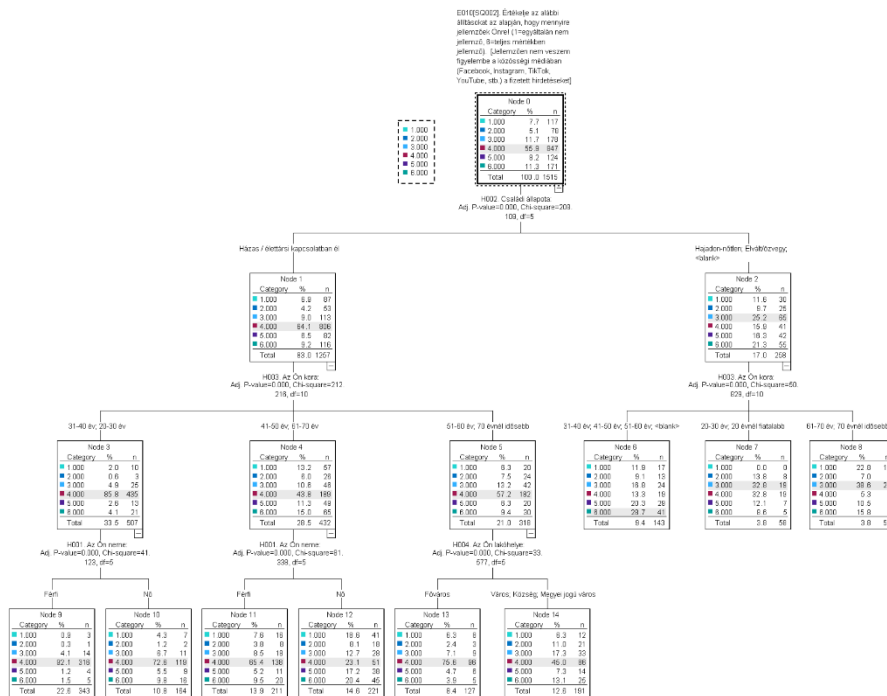 E010[SQ002]. Értékelje az alábbi
állításokat az alapján, hogy mennyire
jellemzőek Önre! (1=egyáltalán nem
jellemző, 6=teljes mértékben
jellemző). [Jellemzően nem veszem
figyelembe a közösségi médiában
(Facebook, Instagram, TikTok,
YouTube, stb.) a fizetett hirdetéseket]
1.000
2.000
3.000
4.000
5.000
6.000
Node 0
Category % n
1.000 7,7 117
2.000 5,1 78
3.000 11,7 178
4.000 55,9 847
5.000 8,2 124
6.000 11,3 171
Total 100,0 1515
H002. Családi állapota:
Adj. P-value=0.000, Chi-square=209.
109, df=5
Házas / élettársi kapcsolatban él
Hajadon-nőtlen; Elvált/özvegy;
<blank>
Node 1
Category % n
1.000 6,9 87
2.000 4,2 53
3.000 9,0 113
4.000 64,1 806
5.000 6,5 82
6.000 9,2 116
Total 83,0 1257
Node 2
Category % n
1.000 11,6 30
2.000 9,7 25
3.000 25,2 65
4.000 15,9 41
5.000 16,3 42
6.000 21,3 55
Total 17,0 258
H003. Az Ön kora:
Adj. P-value=0.000, Chi-square=212.
216, df=10
H003. Az Ön kora:
Adj. P-value=0.000, Chi-square=50.
829, df=10
31-40 év; 20-30 év
41-50 év; 61-70 év
51-60 év; 70 évnél idősebb
31-40 év; 41-50 év; 51-60 év; <blank>
20-30 év; 20 évnél fiatalabb
61-70 év; 70 évnél idősebb
Node 3
Category % n
1.000 2,0 10
2.000 0,6 3
3.000 4,9 25
4.000 85,8 435
5.000 2,6 13
6.000 4,1 21
Total 33,5 507
Node 4
Category % n
1.000 13,2 57
2.000 6,0 26
3.000 10,6 46
4.000 43,8 189
5.000 11,3 49
6.000 15,0 65
Total 28,5 432
Node 5
Category % n
1.000 6,3 20
2.000 7,5 24
3.000 13,2 42
4.000 57,2 182
5.000 6,3 20
6.000 9,4 30
Total 21,0 318
Node 6
Category % n
1.000 11,9 17
2.000 9,1 13
3.000 16,8 24
4.000 13,3 19
5.000 20,3 29
6.000 28,7 41
Total 9,4 143
Node 7
Category % n
1.000 0,0 0
2.000 13,8 8
3.000 32,8 19
4.000 32,8 19
5.000 12,1 7
6.000 8,6 5
Total 3,8 58
Node 8
Category %
1.000 22,8
2.000 7,0
3.000 38,6
4.000 5,3
5.000 10,5
6.000 15,8
Total 3,8
H001. Az Ön neme:
Adj. P-value=0.000, Chi-square=41.
123, df=5
H001. Az Ön neme:
Adj. P-value=0.000, Chi-square=81.
338, df=5
H004. Az Ön lakóhelye:
Adj. P-value=0.000, Chi-square=33.
577, df=5
Férfi
Nő
Férfi
Nő
Főváros
Város; Község; Megyei jogú város
Node 9
Category % n
1.000 0,9 3
2.000 0,3 1
3.000 4,1 14
4.000 92,1 316
5.000 1,2 4
6.000 1,5 5
Total 22,6 343
Node 10
Category % n
1.000 4,3 7
2.000 1,2 2
3.000 6,7 11
4.000 72,6 119
5.000 5,5 9
6.000 9,8 16
Total 10,8 164
Node 11
Category % n
1.000 7,6 16
2.000 3,8 8
3.000 8,5 18
4.000 65,4 138
5.000 5,2 11
6.000 9,5 20
Total 13,9 211
Node 12
Category % n
1.000 18,6 41
2.000 8,1 18
3.000 12,7 28
4.000 23,1 51
5.000 17,2 38
6.000 20,4 45
Total 14,6 221
Node 13
Category % n
1.000 6,3 8
2.000 2,4 3
3.000 7,1 9
4.000 75,6 96
5.000 4,7 6
6.000 3,9 5
Total 8,4 127
Node 14
Category % n
1.000 6,3 12
2.000 11,0 21
3.000 17,3 33
4.000 45,0 86
5.000 7,3 14
6.000 13,1 25
Total 12,6 191